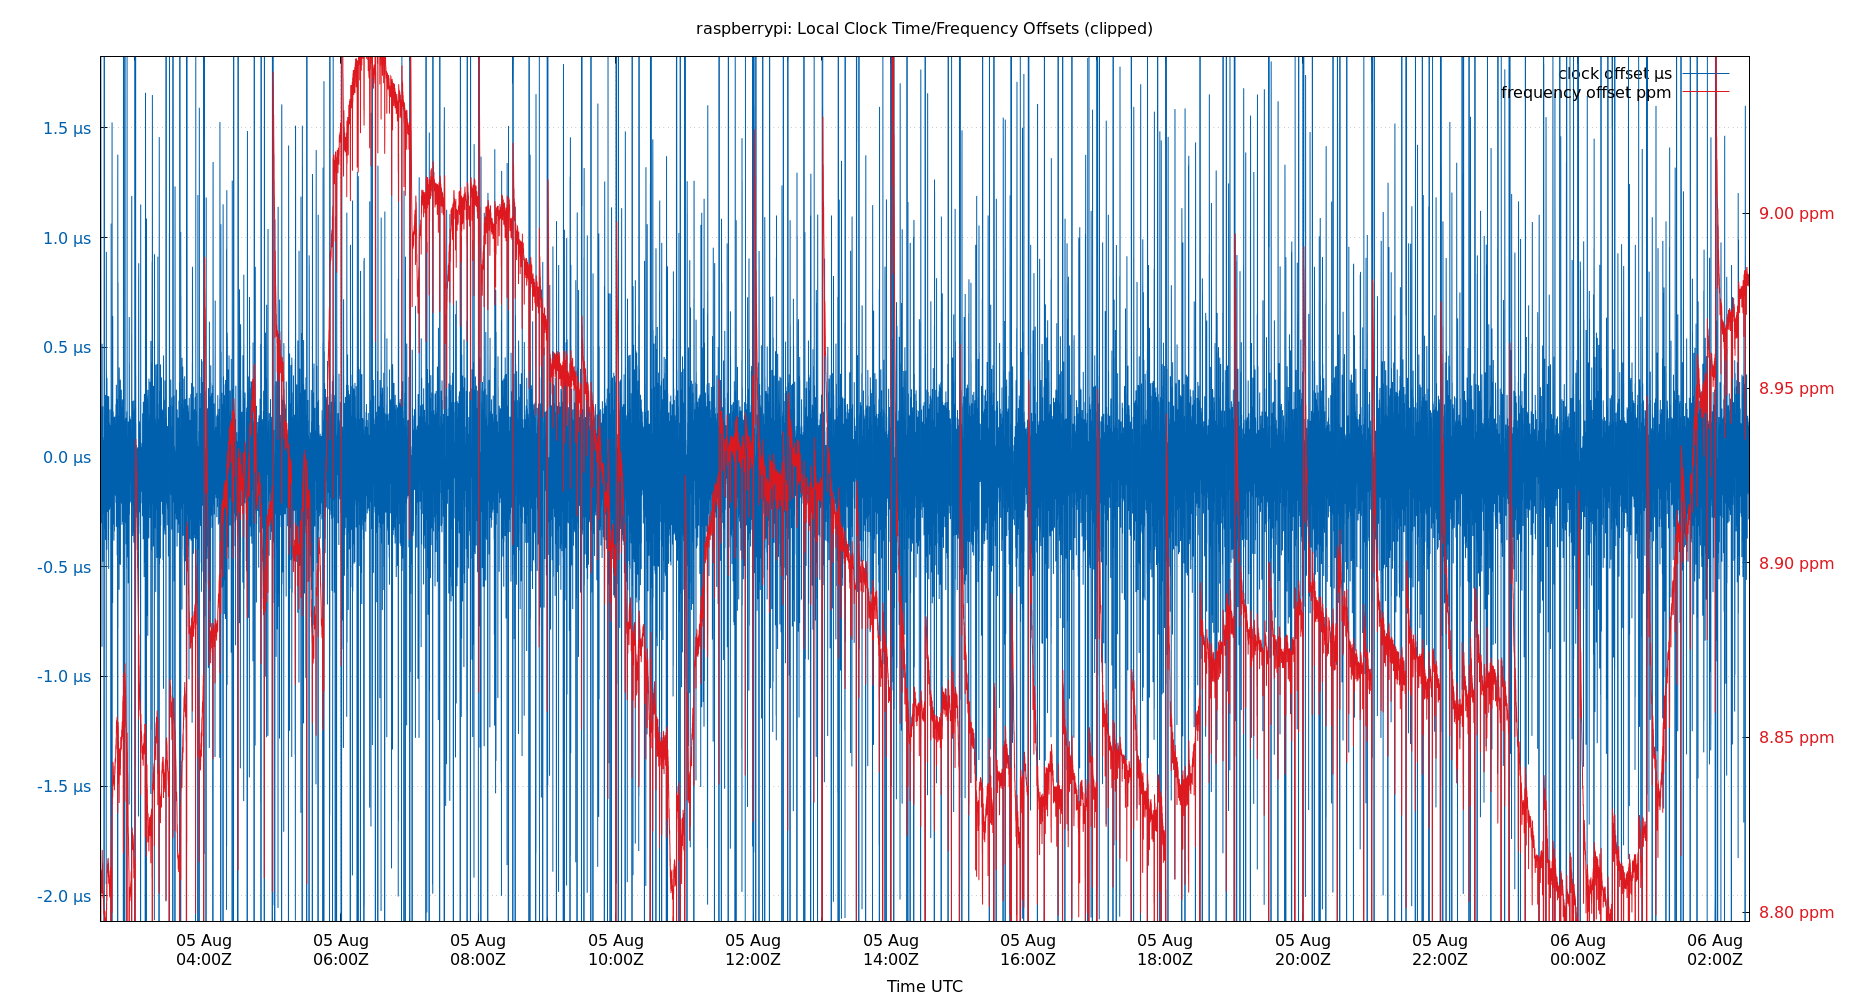 raspberrypi: Local Clock Time/Frequency Offsets (clipped)
clock offset µs
frequency offset ppm
1.5 µs
1.0 µs
0.5 µs
0.0 µs
-0.5 µs
-1.0 µs
-1.5 µs
-2.0 µs
9.00 ppm
8.95 ppm
8.90 ppm
8.85 ppm
8.80 ppm
05 Aug 05 Aug 05 Aug 05 Aug 05 Aug 05 Aug 05 Aug 05 Aug 05 Aug 05 Aug 06 Aug 06 Aug
04:00Z 06:00Z 08:00Z 10:00Z 12:00Z 14:00Z 16:00Z 18:00Z 20:00Z 22:00Z 00:00Z 02:00Z
Time UTC